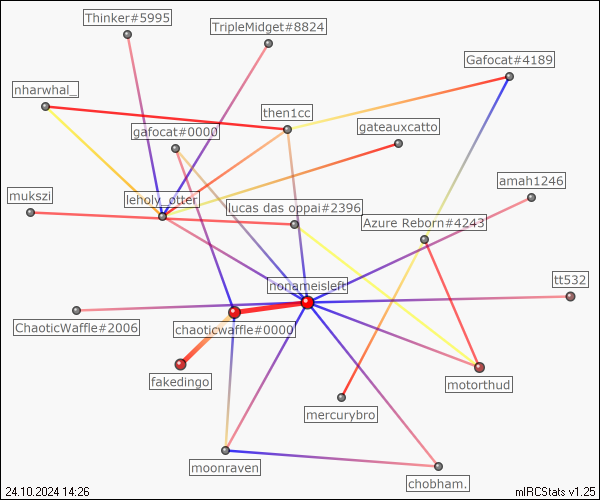 Thinker#5995
TripleMidget#8824
Gafocat#4189
nharwhal_
then1cc
gafocat#0000
gateauxcatto
amah1246
mukszi
leholy_otter
lucas das oppai#2396
Azure Reborn#4243
nonameisleft
tt532
ChaoticWaffle#2006
chaoticwaffle#0000
fakedingo
motorthud
mercurybro
moonraven
chobham.
24.10.2024 14:26
mIRCStats v1.25